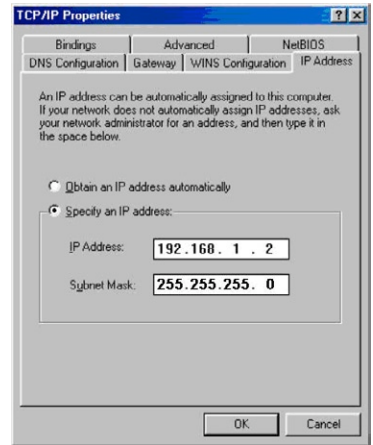 TCP/IP Properties
Bindings Advanced NetBIOS
DNS Configuration Gateway WINS Configuration IP Address
An IP address can be automatically assigned to this computer.
If your network does not automatically assign IP addresses, ask
your network administrator for an address, and then type it in
the space below.
Obtain an IP address automatically
Specify an IP address:
IP Address: 192.168. 1 . 2
Subnet Mask: 255.255.255. 0
OK Cancel